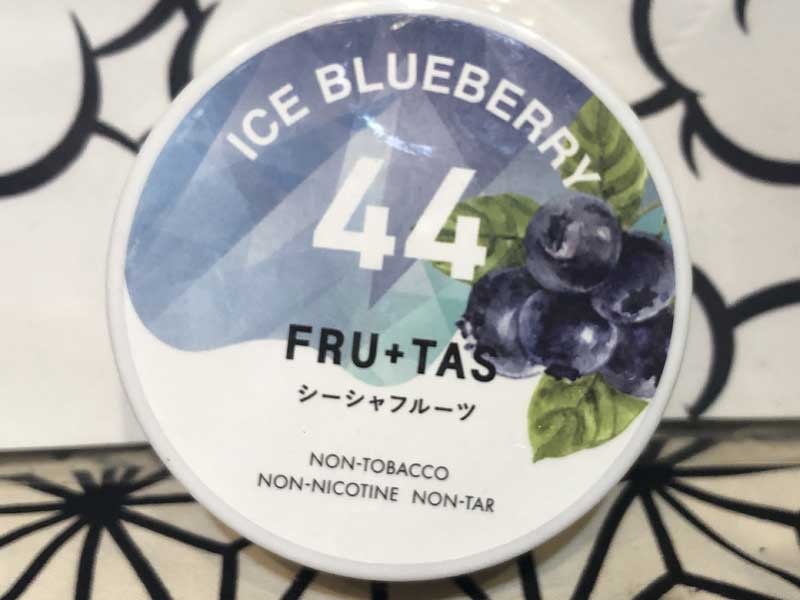 ICE BLUEBERRY
44
FRU+TAS
シーシャフルーツ
NON-TOBACCO
NON-NICOTINE NON-TAR